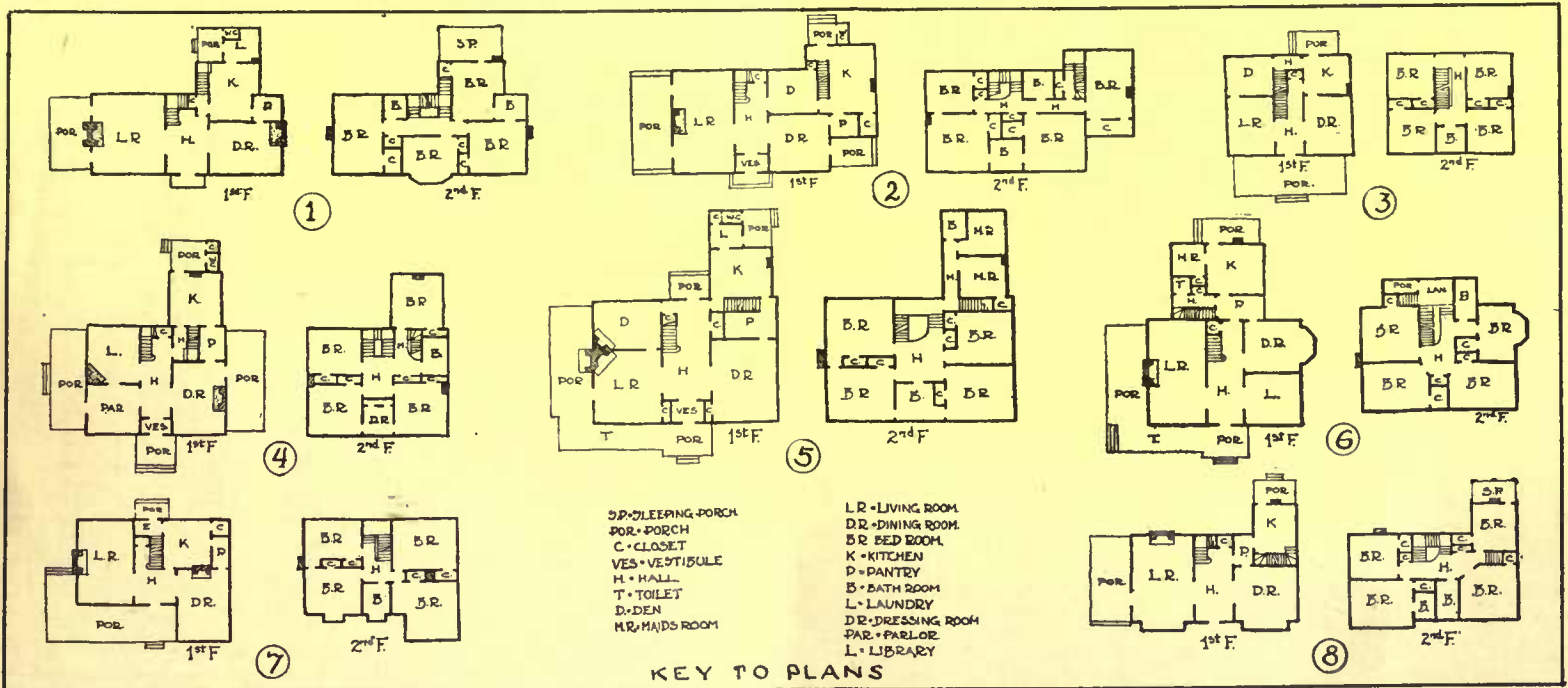 POR
W.C.
L
K
P
POR
L.R.
H.
C
D.R.
1st F.
S.P.
C
B.R
B
B
B.R
C
C
B.R
C
C
B.R
2nd F.
1
POR
K
POR
L.R
C
D
H
D.R
P
C
VES
POR
1st F
B.R
C
C
B.
C
C
B.R
H
H
C
B.R
C
C
C
B
B.R
2nd F.
2
POR
D
H
C
K
L.R
H.
D.R
1st F.
POR.
B.R
H
B.R
C
C
C
C
B.R
B
B.R
2nd F.
3
POR
C
K.
L.
C
H
P
POR
H
D.R
POR
PAR
VES.
POR
1st F.
B.R
B.R.
H
C
B.
C
C
H
C
C
B.R
D.R
B.R
2nd F.
4
C
W.C
L
POR
K
POR
D
C
C
P
POR
L.R
H
D.R
C
VES
C
T
POR
1st F.
B
M.R
H.
M.R
C
B.R
C
C
B.R
C
C
H
B.R
B.
C
B.R
2nd F
5
POR
M.R
K
T
C
H.
P.
C
D.R
L.R
POR
H.
L.
T.
POR
1st F.
POR
LAN.
B
C
B.R
C
B.R
C
H
B.R
C
C
B.R
2nd F.
6
POR
E
K
C
P
L.R.
H
D.R.
POR.
1st F
B.R
H
B.R
C
C
C
C
B.R
B
B.R.
2nd F.
7
S.P.=SLEEPING-PORCH
POR=PORCH
C=CLOSET
VES=VESTIBULE
H=HALL
T=TOILET
D=DEN
M.R=MAIDS ROOM
L.R=LIVING ROOM
D.R=DINING ROOM
B.R BED ROOM.
K=KITCHEN
P=PANTRY
B=BATH ROOM
L=LAUNDRY
D.R=DRESSING ROOM
PAR=PARLOR
L=LIBRARY
POR
K
C
P.
L.R.
POR
H.
D.R.
1st F.
S.P
B.R.
B.R.
C
C
C
C
H.
C
B.R.
C.
B
B.
B.R.
2nd F.
8
KEY TO PLANS